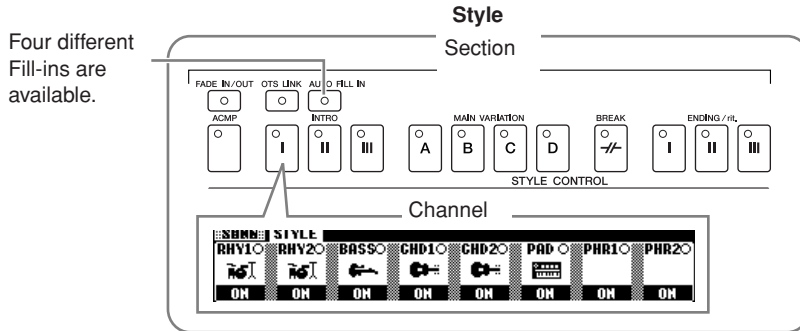 Style
Four different
Fill-ins are
available.
Section
FADE IN/OUT OTS LINK AUTO FILL IN
ACMP INTRO MAIN VARIATION BREAK ENDING / rit.
I II III A B C D I II III
STYLE CONTROL
Channel
SONG STYLE
RHY1 RHY2 BASS CHD1 CHD2 PAD PHR1 PHR2
ON ON ON ON ON ON ON ON